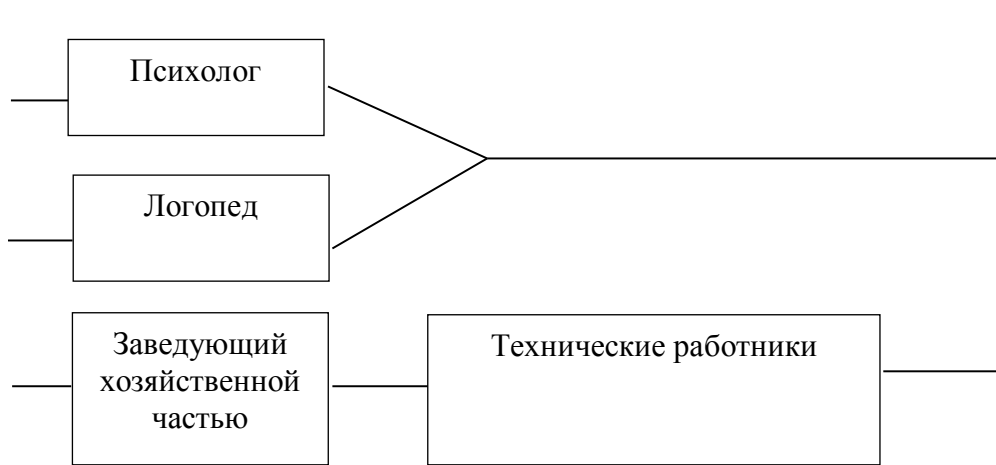 Психолог
Логопед
Заведующий
хозяйственной
частью
Технические работники